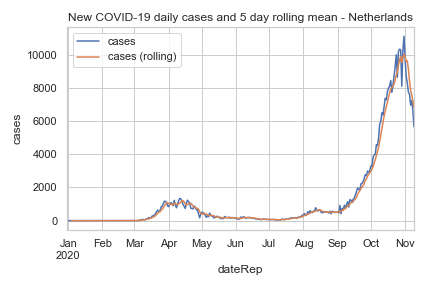 New COVID-19 daily cases and 5 day rolling mean - Netherlands
cases
cases (rolling)
10000
8000
6000
4000
2000
0
cases
Jan Feb Mar Apr May Jun Jul Aug Sep Oct Nov
2020
dateRep